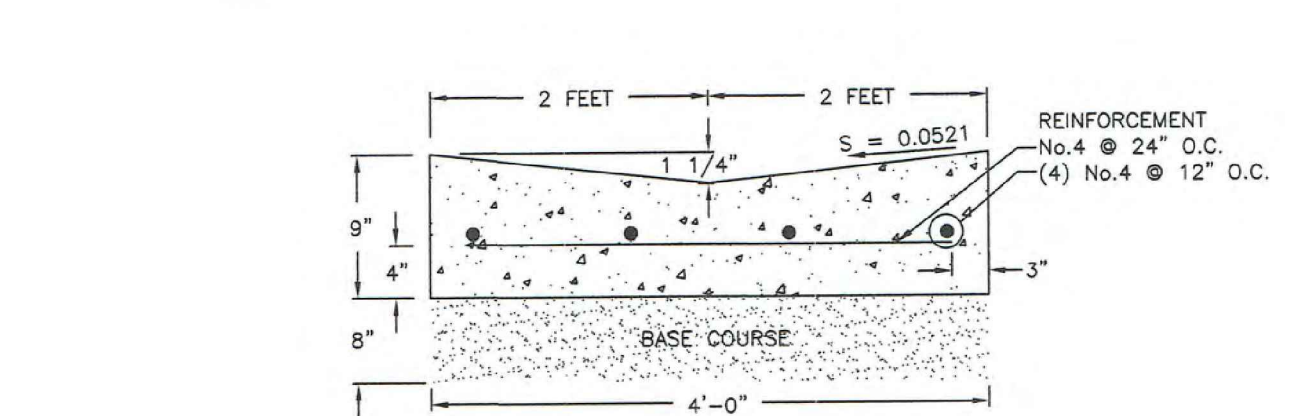 2 FEET
2 FEET
REINFORCEMENT
No.4 @ 24" O.C.
(4) No.4 @ 12" O.C.
S = 0.0521
1 1/4"
9"
4"
3"
8"
BASE COURSE
4'-0"